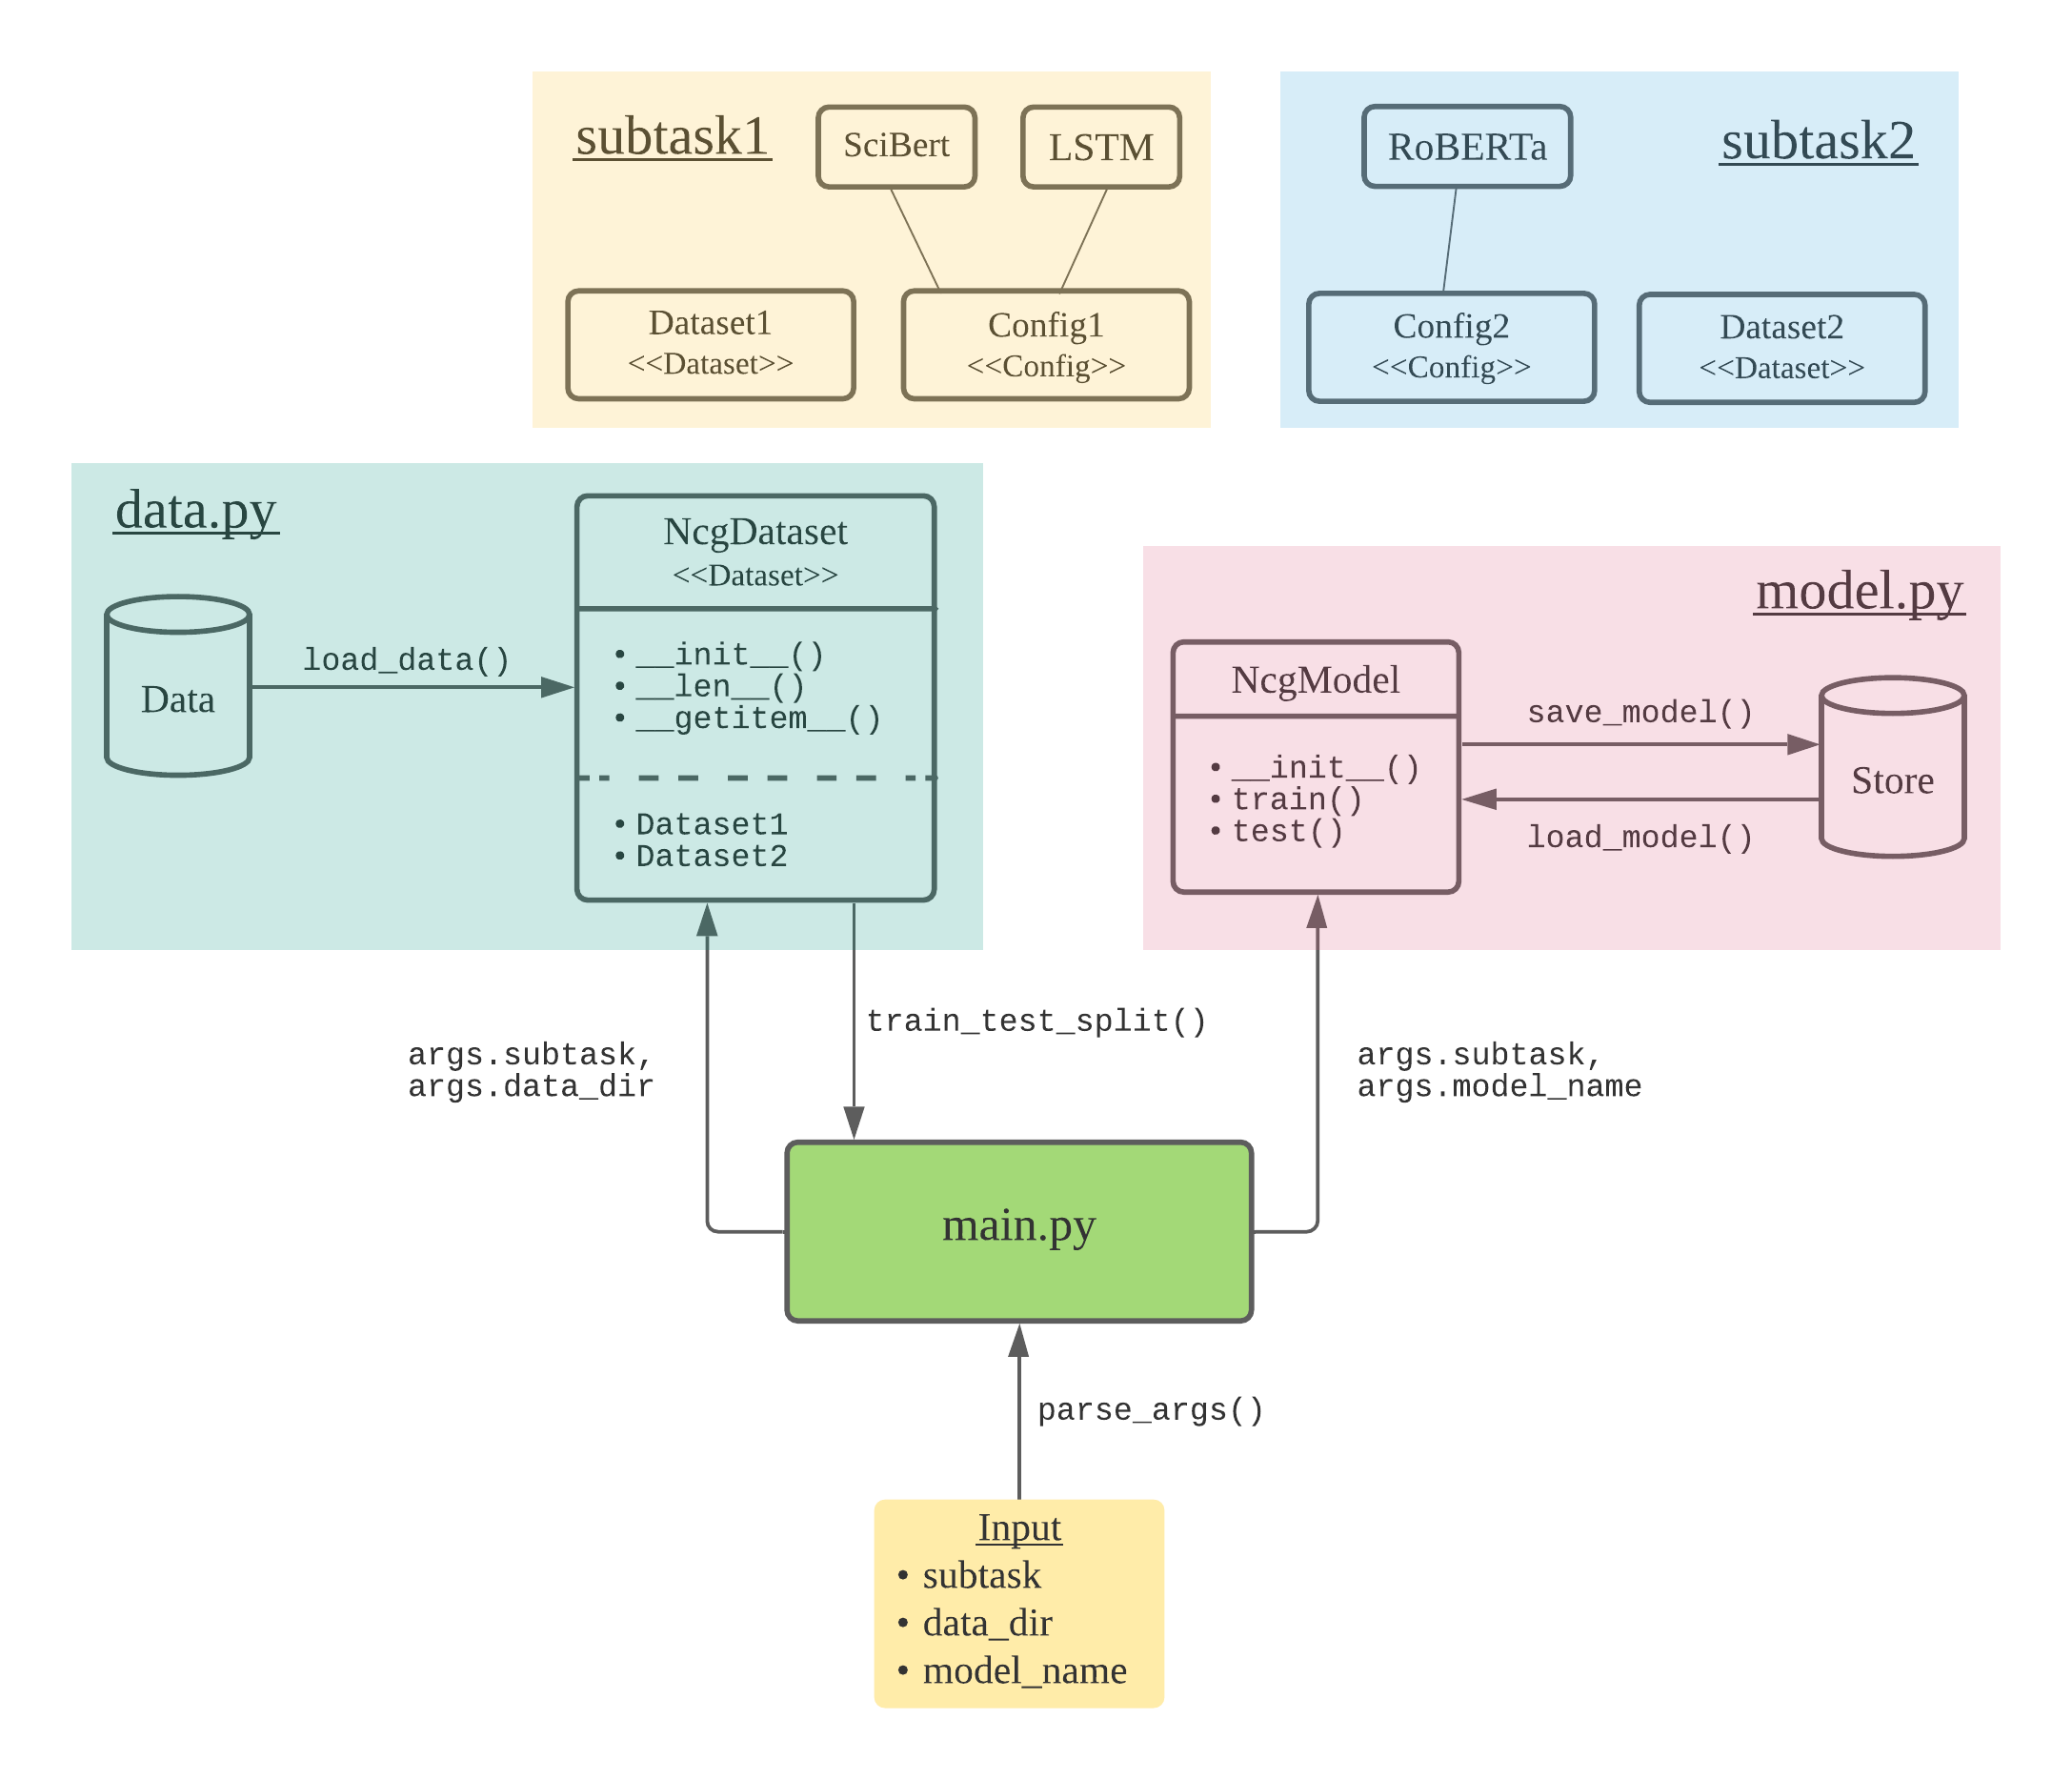 subtask1
SciBert
LSTM
Dataset1
<<Dataset>>
Config1
<<Config>>
RoBERTa
subtask2
Config2
<<Config>>
Dataset2
<<Dataset>>
data.py
Data
load_data()
NcgDataset
<<Dataset>>
• __init__()
• __len__()
• __getitem__()
• Dataset1
• Dataset2
model.py
NcgModel
• __init__()
• train()
• test()
save_model()
load_model()
Store
args.subtask,
args.data_dir
train_test_split()
args.subtask,
args.model_name
main.py
parse_args()
Input
• subtask
• data_dir
• model_name